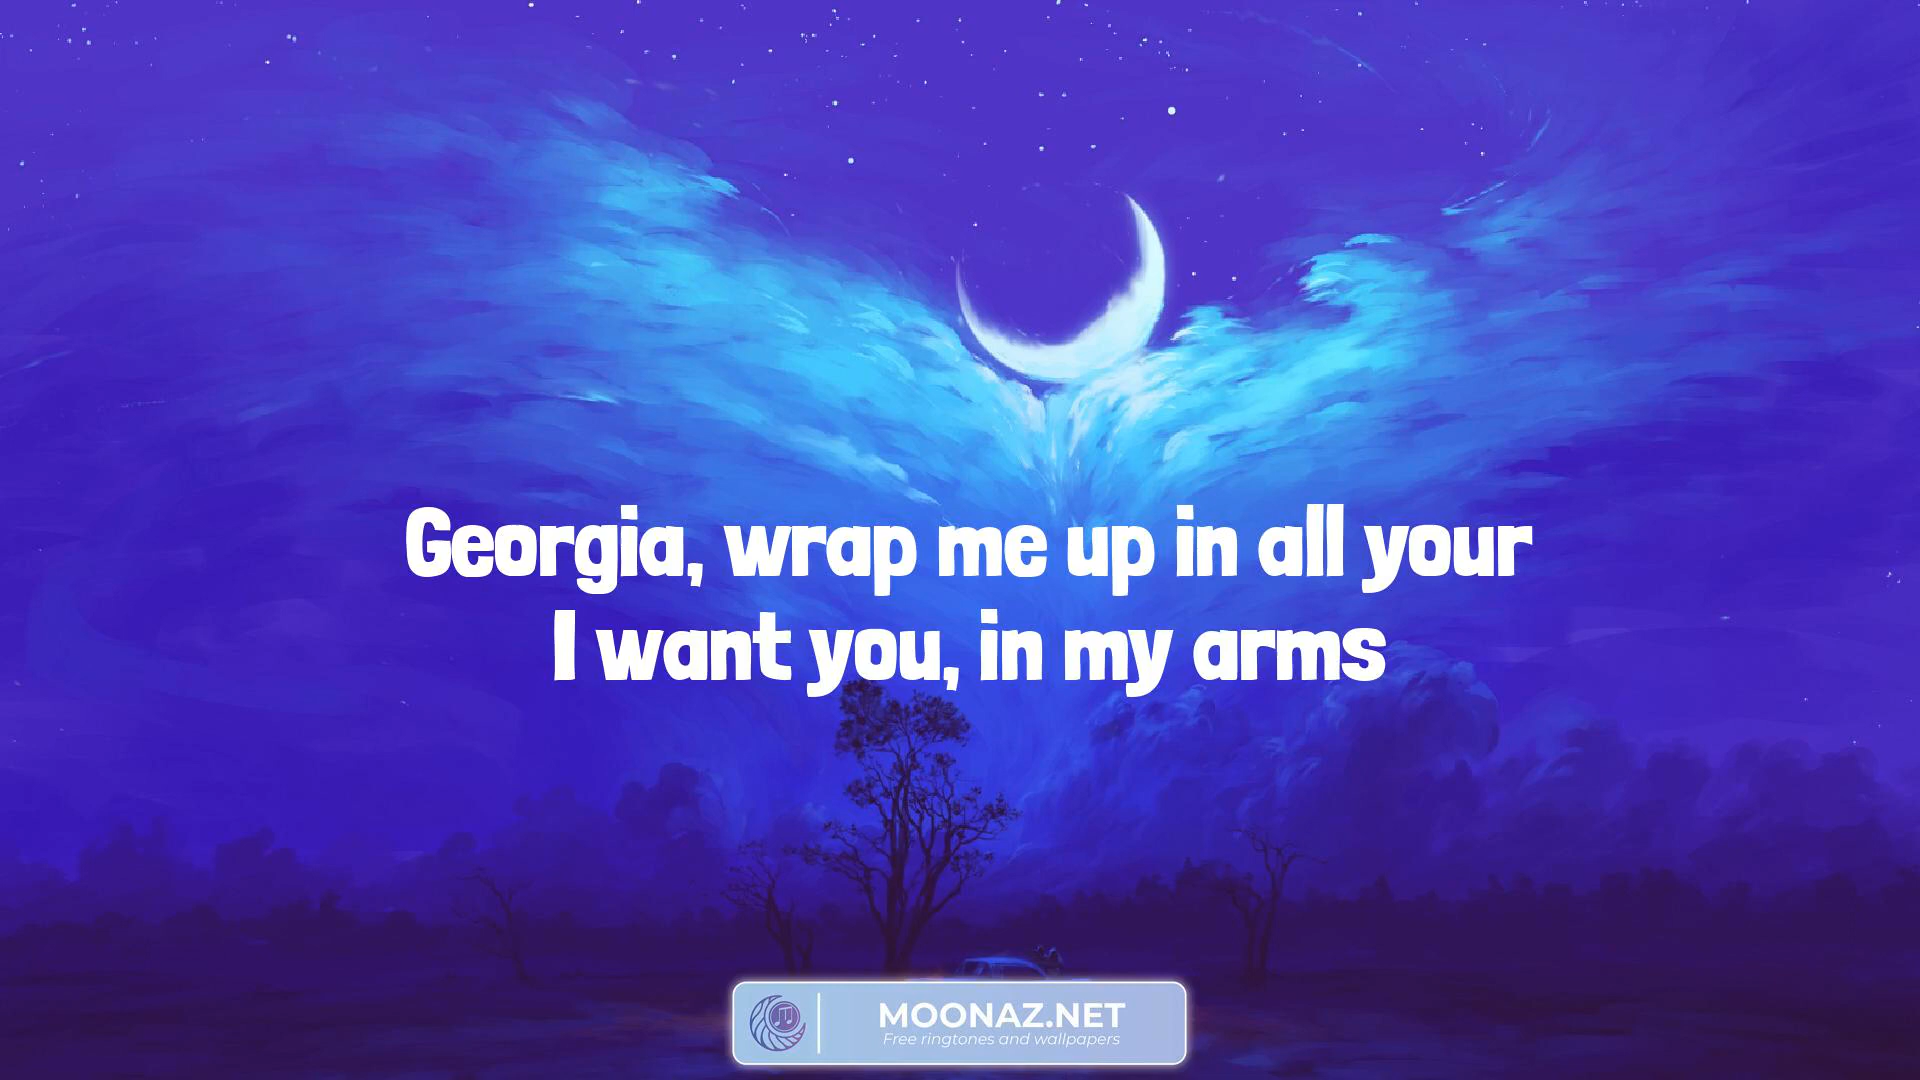 Georgia, wrap me up in all your
I want you, in my arms
MOONAZ.NET
Free ringtones and wallpapers